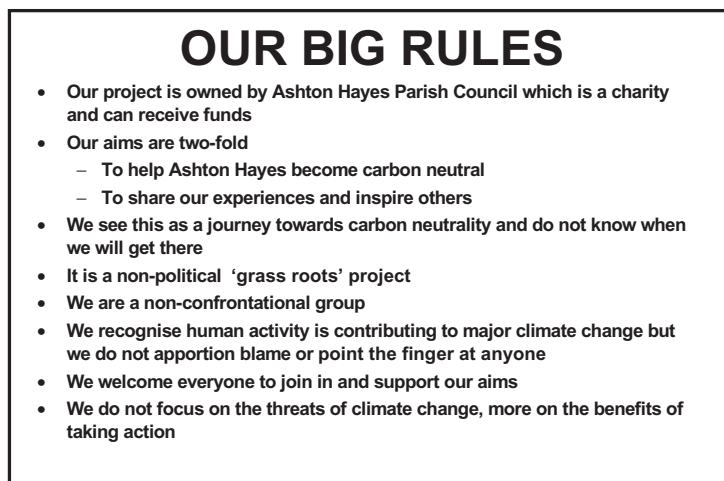 OUR BIG RULES
• Our project is owned by Ashton Hayes Parish Council which is a charity
and can receive funds
• Our aims are two-fold
– To help Ashton Hayes become carbon neutral
– To share our experiences and inspire others
• We see this as a journey towards carbon neutrality and do not know when
we will get there
• It is a non-political ‘grass roots’ project
• We are a non-confrontational group
• We recognise human activity is contributing to major climate change but
we do not apportion blame or point the finger at anyone
• We welcome everyone to join in and support our aims
• We do not focus on the threats of climate change, more on the benefits of
taking action